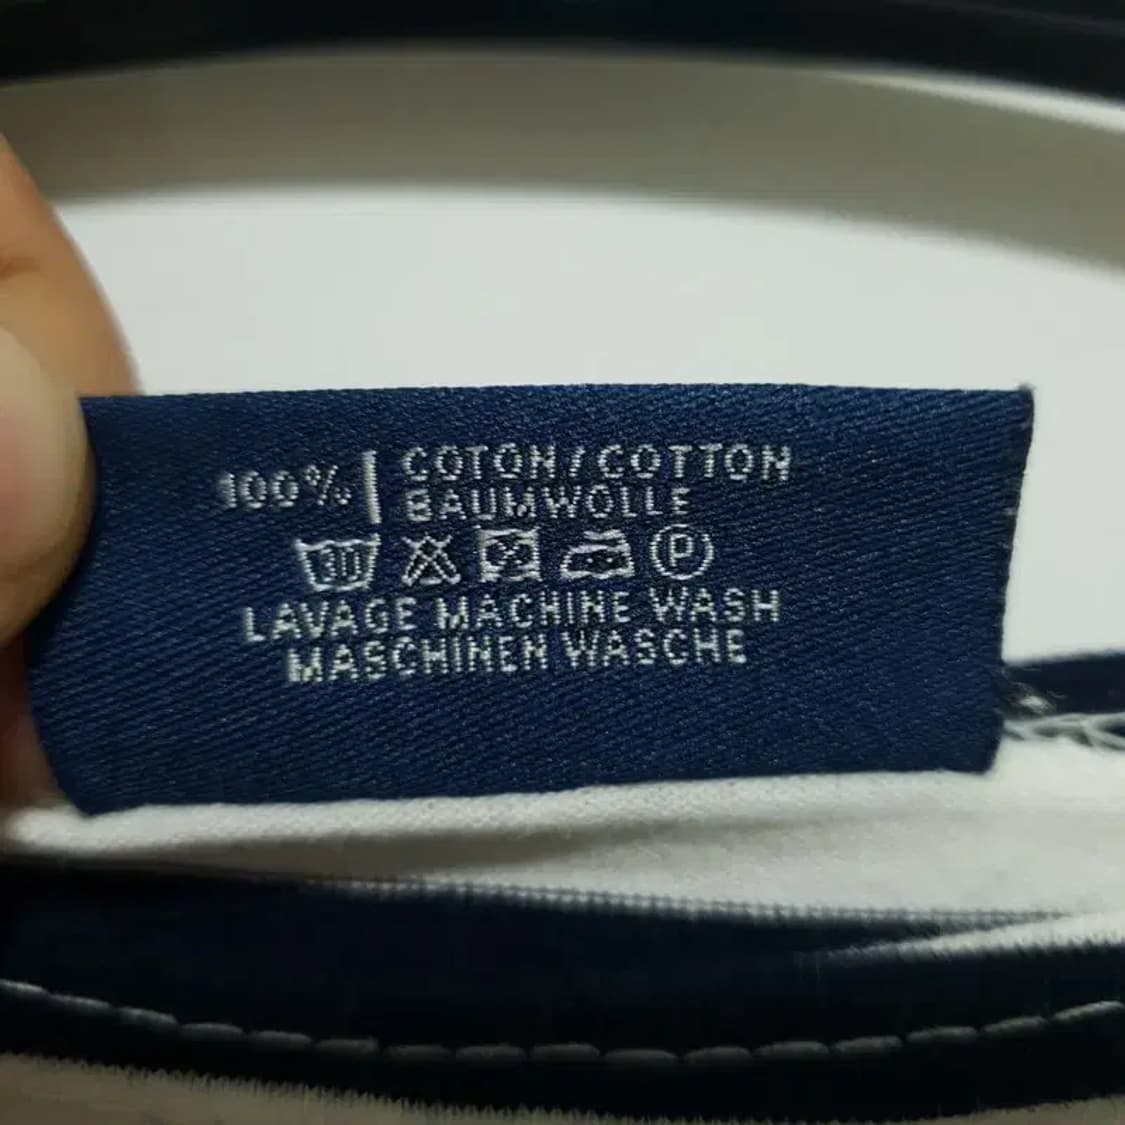 100% | COTON/COTTON
BAUMWOLLE
30 P
LAVAGE MACHINE WASH
MASCHINEN WASCHE